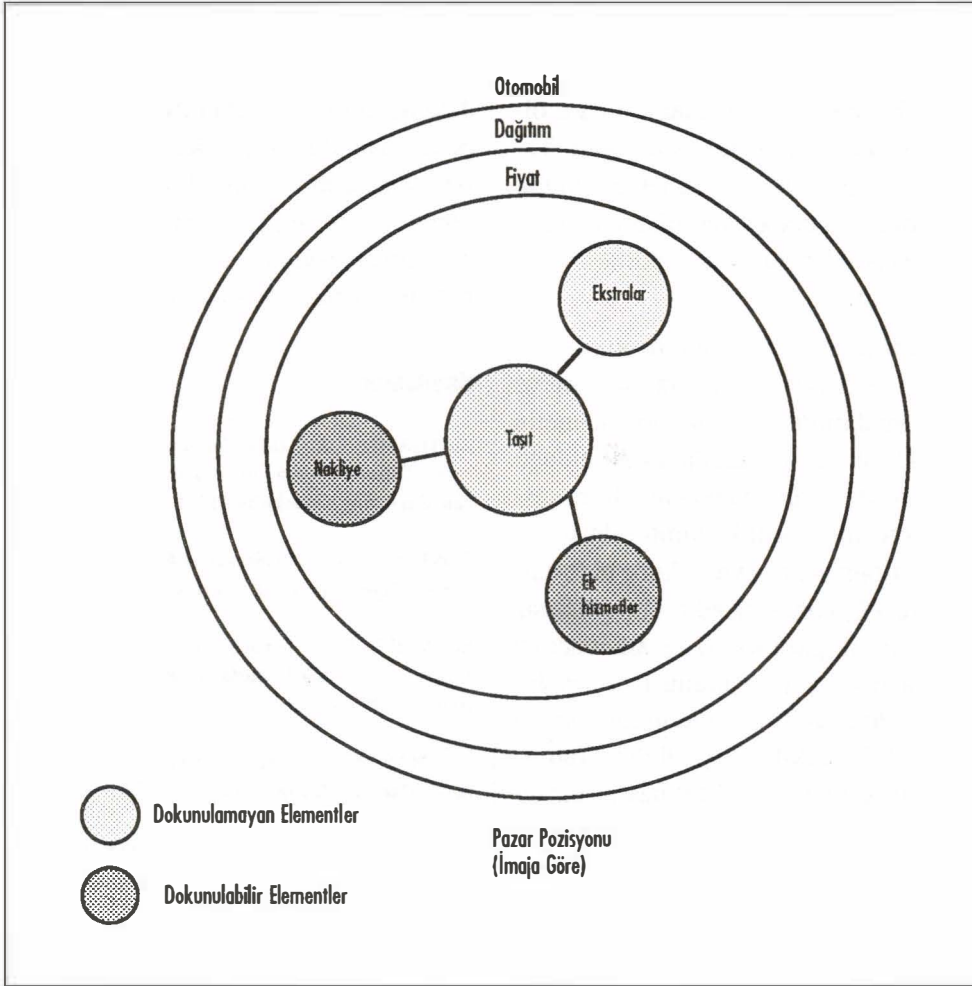 Otomobil
Dağıtım
Fiyat
Ekstralar
Taşıt
Nakliye
Ek
hizmetler
Dokunulamayan Elementler
Dokunulabilir Elementler
Pazar Pozisyonu
(İmaja Göre)